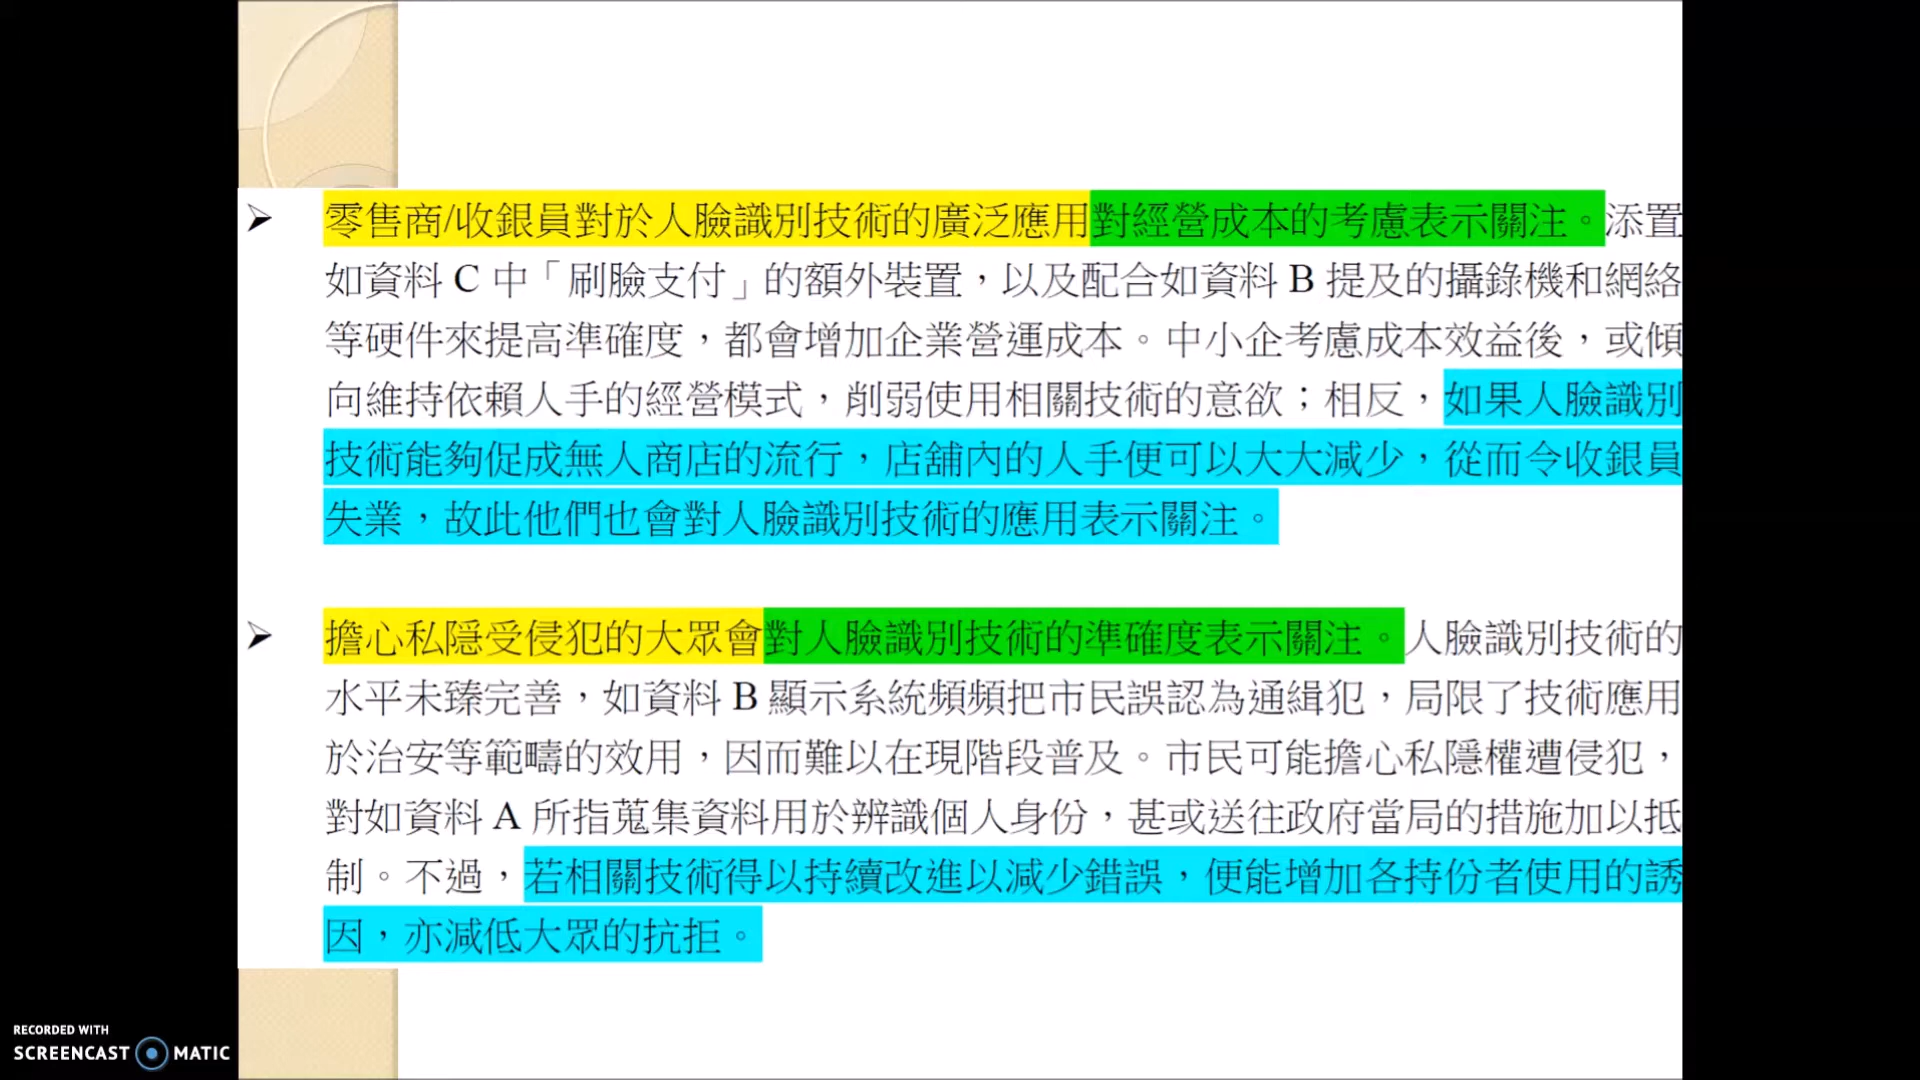 ➢ 零售商/收銀員對於人臉識別技術的廣泛應用對經營成本的考慮表示關注。添置
如資料 C 中「刷臉支付」的額外裝置，以及配合如資料 B 提及的攝錄機和網絡
等硬件來提高準確度，都會增加企業營運成本。中小企考慮成本效益後，或傾
向維持依賴人手的經營模式，削弱使用相關技術的意欲；相反，如果人臉識別
技術能夠促成無人商店的流行，店舖內的人手便可以大大減少，從而令收銀員
失業，故此他們也會對人臉識別技術的應用表示關注。
➢ 擔心私隱受侵犯的大眾會對人臉識別技術的準確度表示關注。人臉識別技術的
水平未臻完善，如資料 B 顯示系統頻頻把市民誤認為通緝犯，局限了技術應用
於治安等範疇的效用，因而難以在現階段普及。市民可能擔心私隱權遭侵犯，
對如資料 A 所指蒐集資料用於辨識個人身份，甚或送往政府當局的措施加以抵
制。不過，若相關技術得以持續改進以減少錯誤，便能增加各持份者使用的誘
因，亦減低大眾的抗拒。
RECORDED WITH
SCREENCAST MATIC